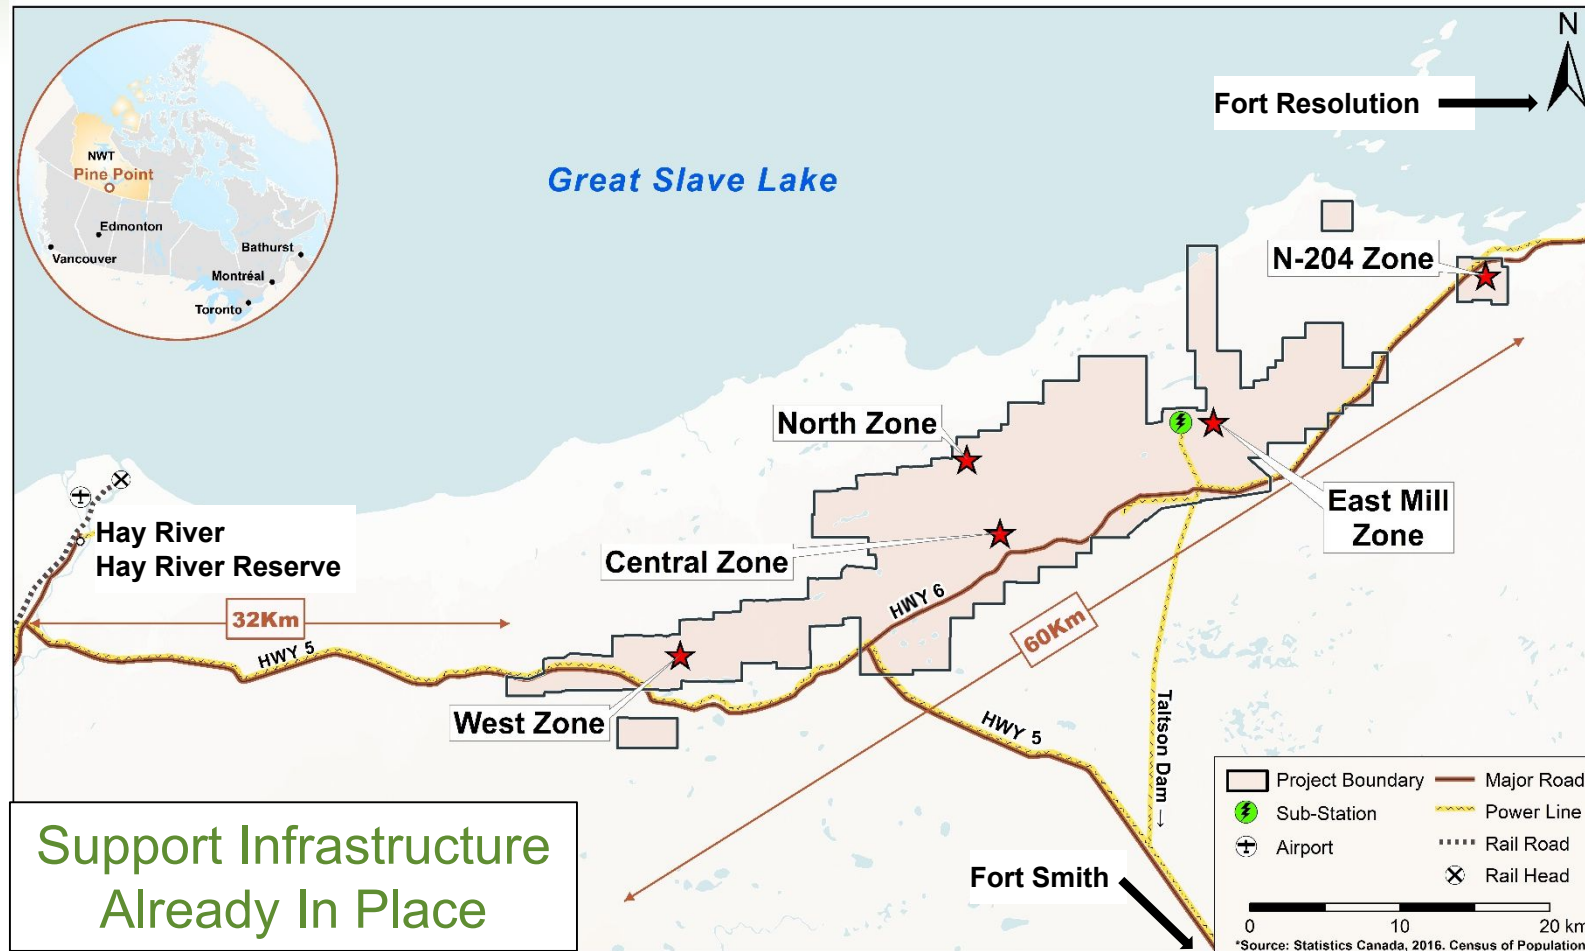 N
Fort Resolution
NWT
Pine Point
Edmonton
Vancouver
Bathurst
Montréal
Toronto
Great Slave Lake
N-204 Zone
North Zone
East Mill
Zone
Hay River
Hay River Reserve
Central Zone
32Km
HWY 5
HWY 6
60Km
West Zone
HWY 5
Taltson Dam →
Fort Smith
Support Infrastructure
Already In Place
Project Boundary
Sub-Station
Airport
Major Road
Power Line
Rail Road
Rail Head
0 10 20 km
*Source: Statistics Canada, 2016. Census of Population